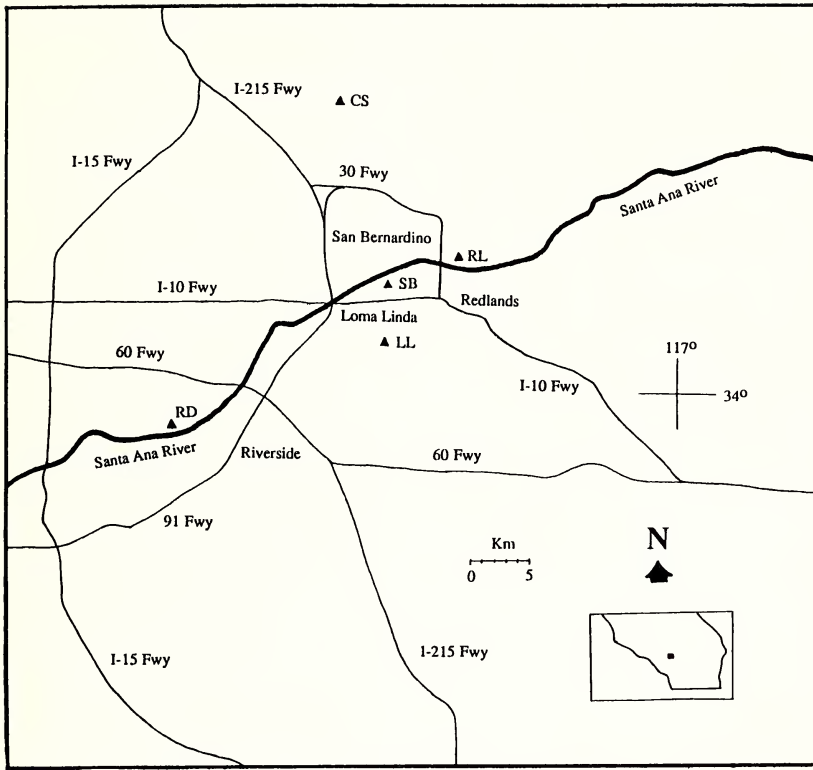 I-215 Fwy
CS
I-15 Fwy
30 Fwy
Santa Ana River
San Bernardino
RL
SB
I-10 Fwy
Redlands
Loma Linda
LL
117°
60 Fwy
I-10 Fwy
34°
RD
Santa Ana River
Riverside
60 Fwy
91 Fwy
Km
0 5
N
I-15 Fwy
I-215 Fwy